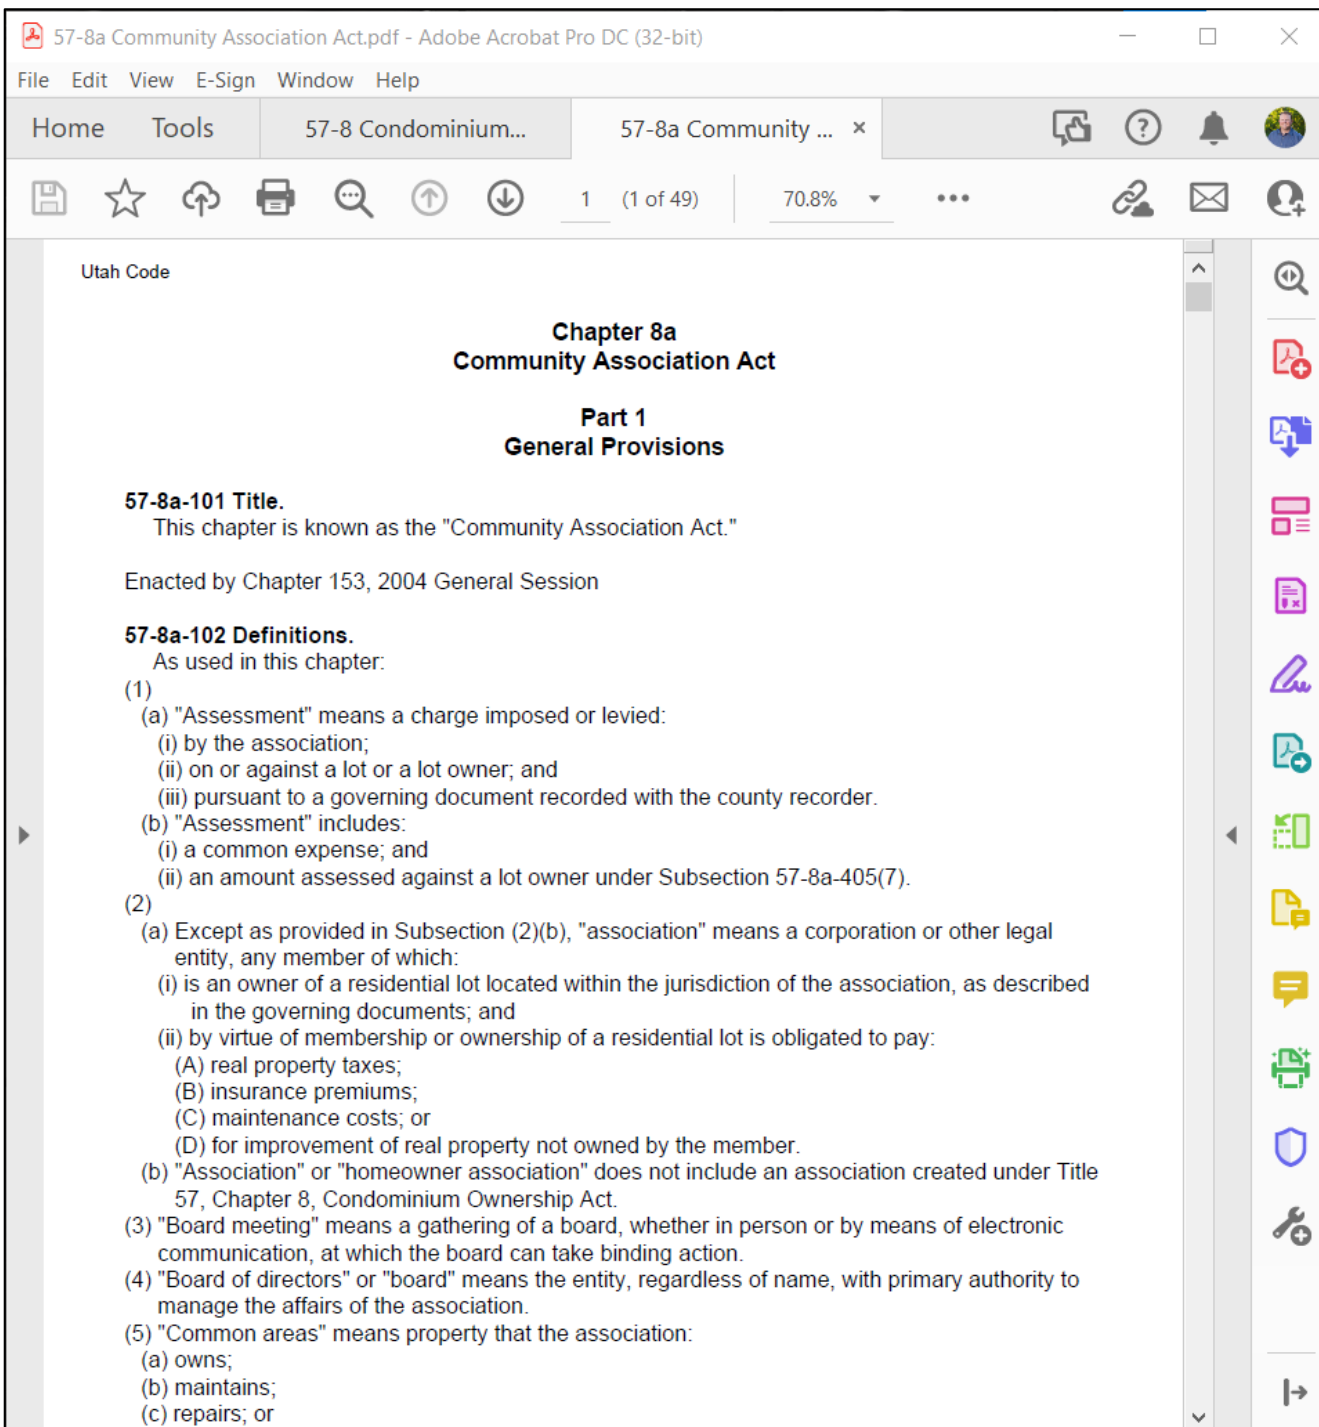 57-8a Community Association Act.pdf - Adobe Acrobat Pro DC (32-bit)
File Edit View E-Sign Window Help
Home Tools 57-8 Condominium... 57-8a Community ... ×
1 (1 of 49) 70.8%
Utah Code
Chapter 8a
Community Association Act
Part 1
General Provisions
57-8a-101 Title.
This chapter is known as the "Community Association Act."
Enacted by Chapter 153, 2004 General Session
57-8a-102 Definitions.
As used in this chapter:
(1)
(a) "Assessment" means a charge imposed or levied:
(i) by the association;
(ii) on or against a lot or a lot owner; and
(iii) pursuant to a governing document recorded with the county recorder.
(b) "Assessment" includes:
(i) a common expense; and
(ii) an amount assessed against a lot owner under Subsection 57-8a-405(7).
(2)
(a) Except as provided in Subsection (2)(b), "association" means a corporation or other legal
entity, any member of which:
(i) is an owner of a residential lot located within the jurisdiction of the association, as described
in the governing documents; and
(ii) by virtue of membership or ownership of a residential lot is obligated to pay:
(A) real property taxes;
(B) insurance premiums;
(C) maintenance costs; or
(D) for improvement of real property not owned by the member.
(b) "Association" or "homeowner association" does not include an association created under Title
57, Chapter 8, Condominium Ownership Act.
(3) "Board meeting" means a gathering of a board, whether in person or by means of electronic
communication, at which the board can take binding action.
(4) "Board of directors" or "board" means the entity, regardless of name, with primary authority to
manage the affairs of the association.
(5) "Common areas" means property that the association:
(a) owns;
(b) maintains;
(c) repairs; or